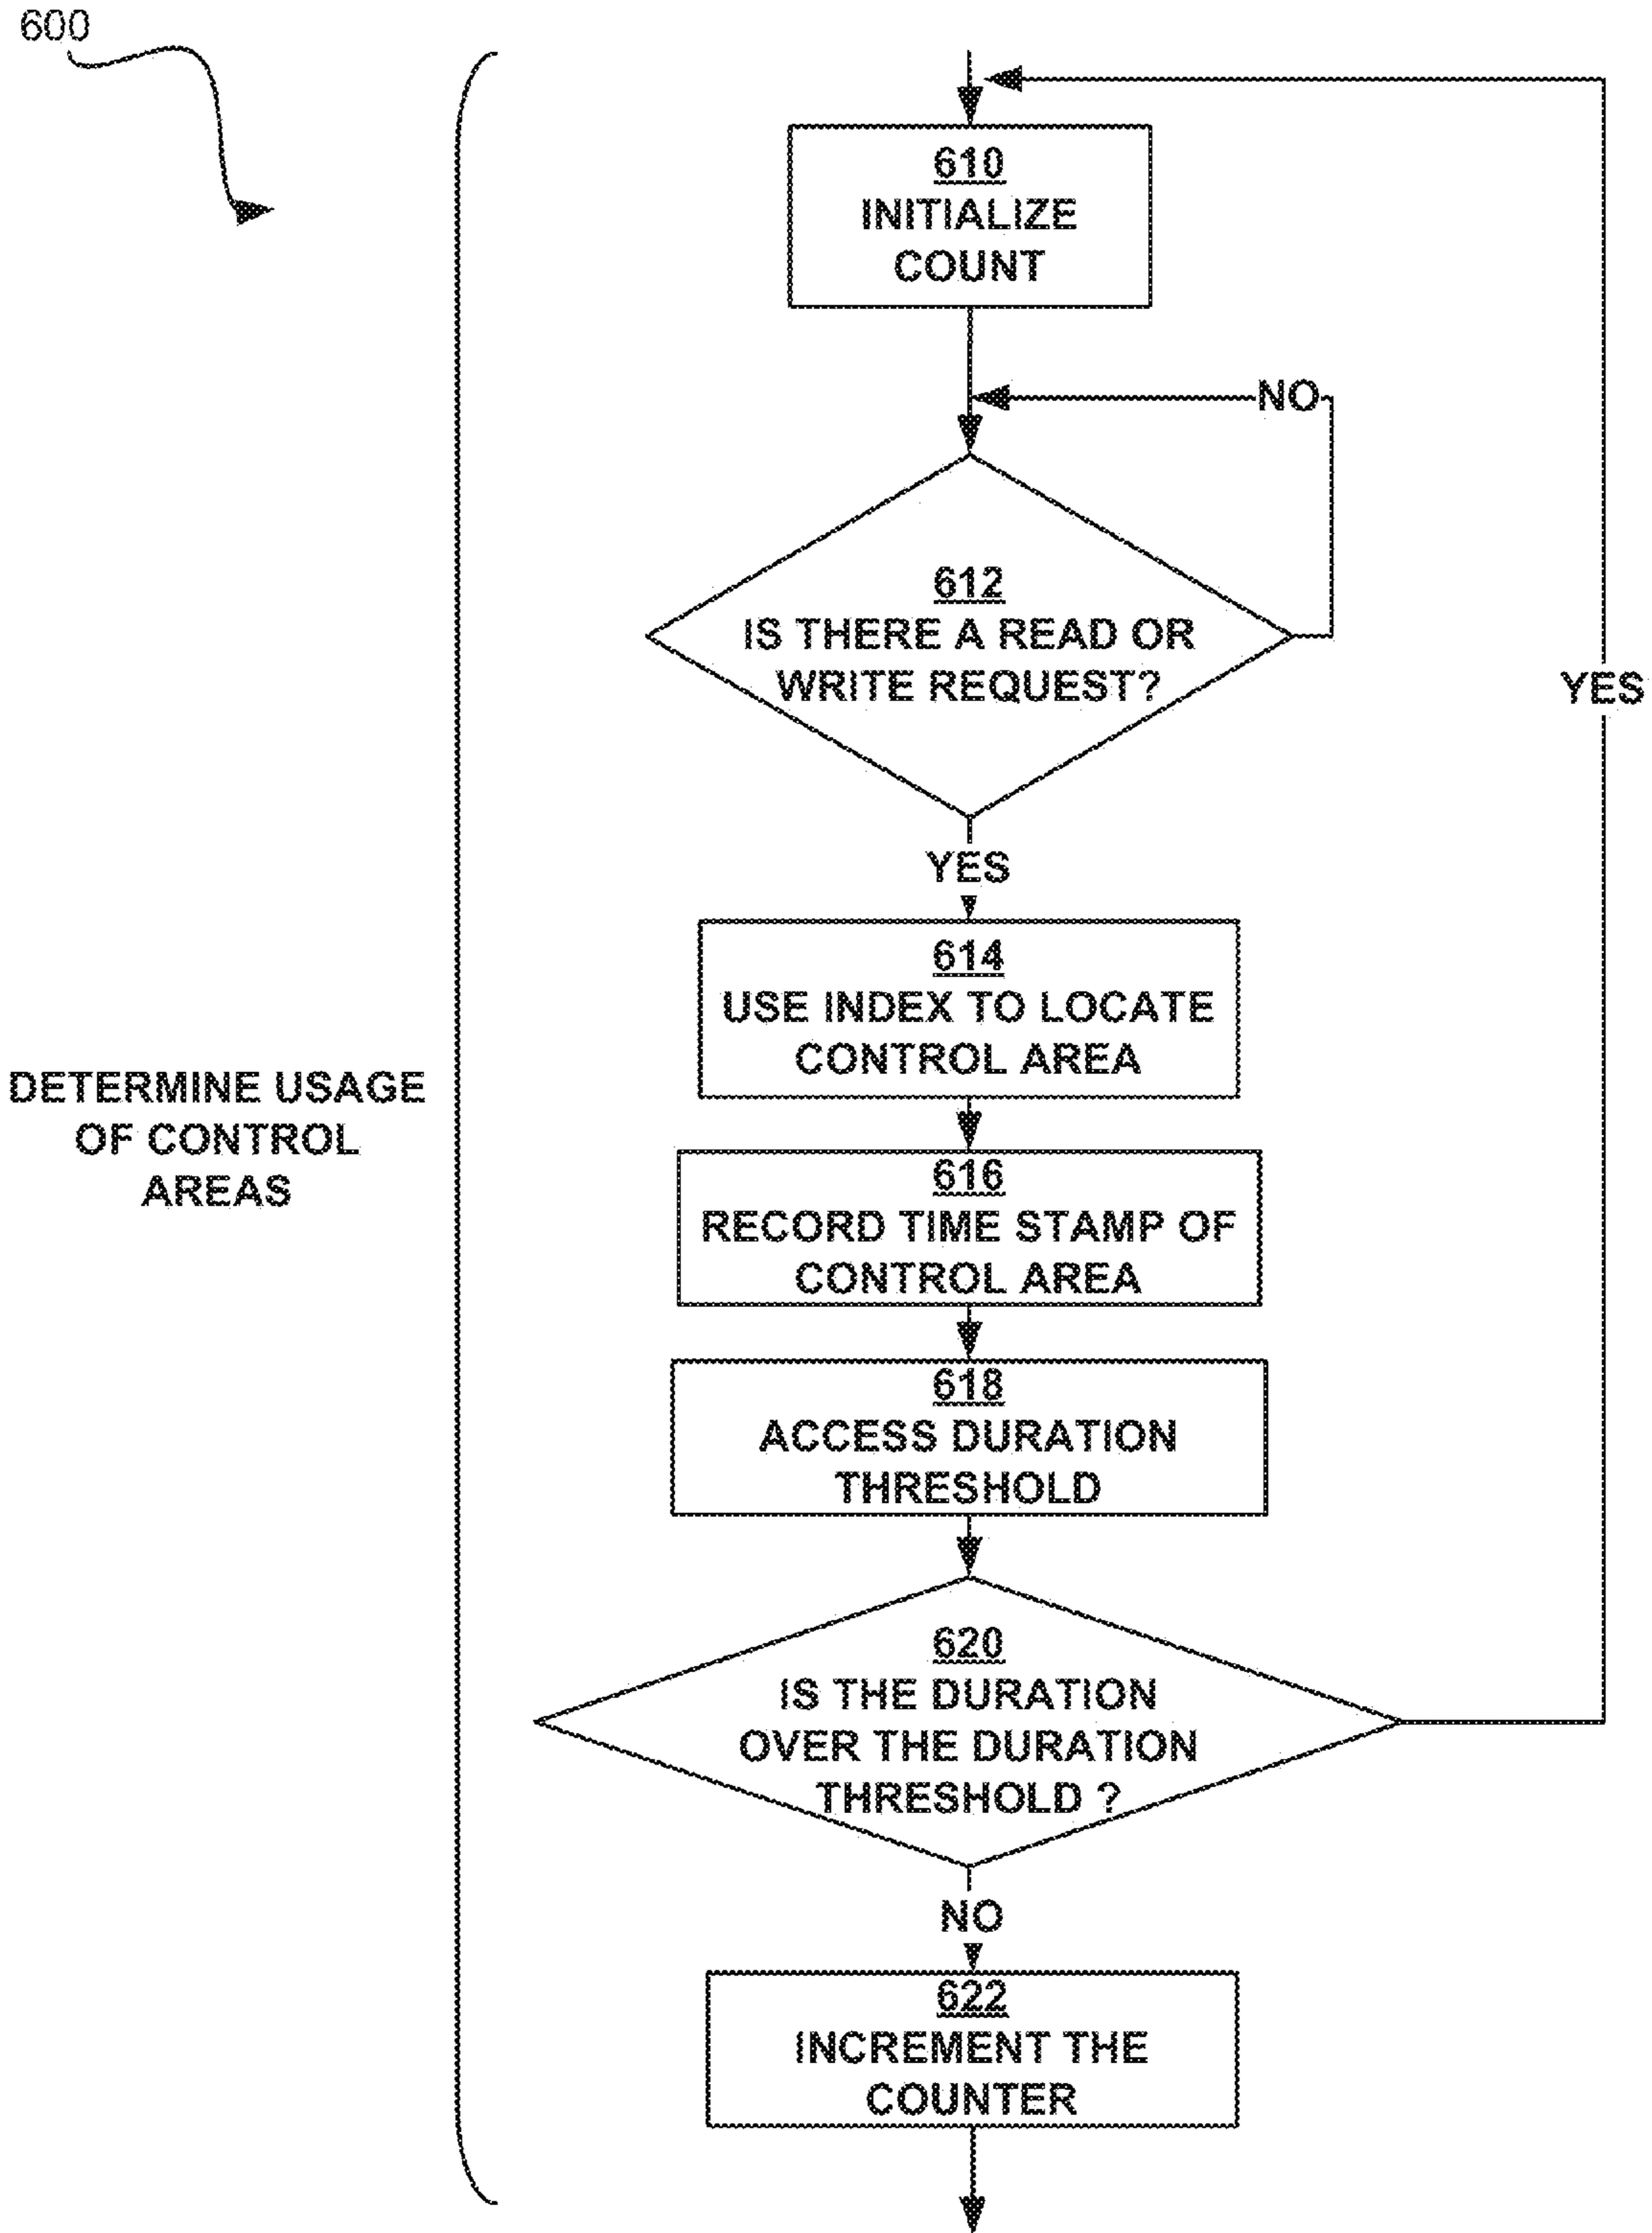 600
610
INITIALIZE
COUNT
NO
612
IS THERE A READ OR
WRITE REQUEST?
YES
YES
614
USE INDEX TO LOCATE
CONTROL AREA
DETERMINE USAGE
OF CONTROL
AREAS
616
RECORD TIME STAMP OF
CONTROL AREA
618
ACCESS DURATION
THRESHOLD
620
IS THE DURATION
OVER THE DURATION
THRESHOLD ?
NO
622
INCREMENT THE
COUNTER